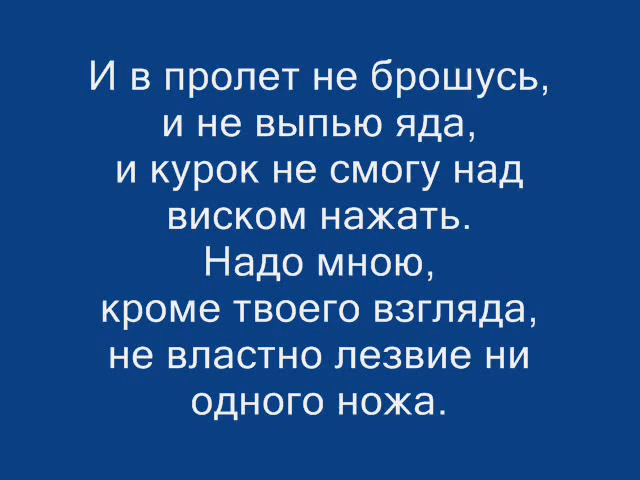 И в пролет не брошусь,
и не выпью яда,
и курок не смогу над
виском нажать.
Надо мною,
кроме твоего взгляда,
не властно лезвие ни
одного ножа.